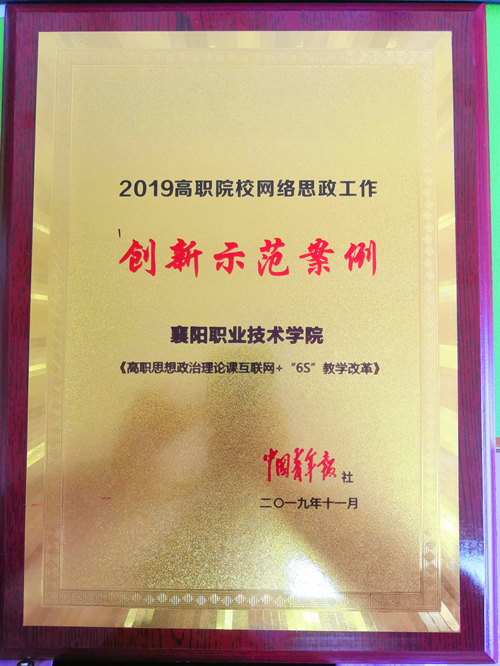 2019高职院校网络思政工作
创新示范案例
襄阳职业技术学院
《高职思想政治理论课互联网+“6S”教学改革》
中国青年报 社
二〇一九年十一月